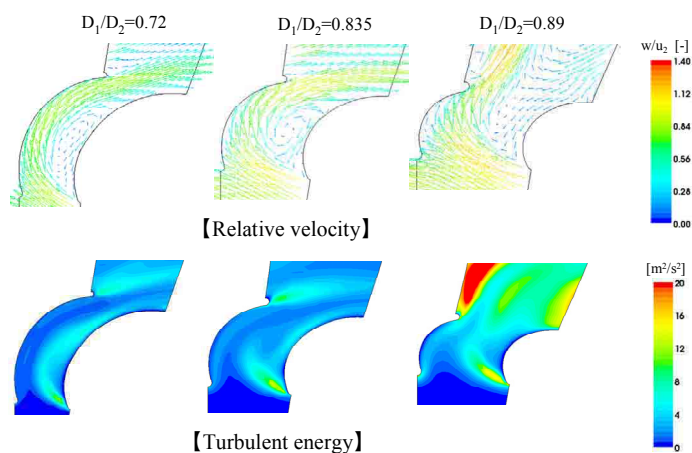 D₁/D₂=0.72 D₁/D₂=0.835 D₁/D₂=0.89
w/u₂ [-]
1.40
1.12
0.84
0.56
0.28
0.00
【Relative velocity】
[m²/s²]
20
16
12
8
4
0
【Turbulent energy】